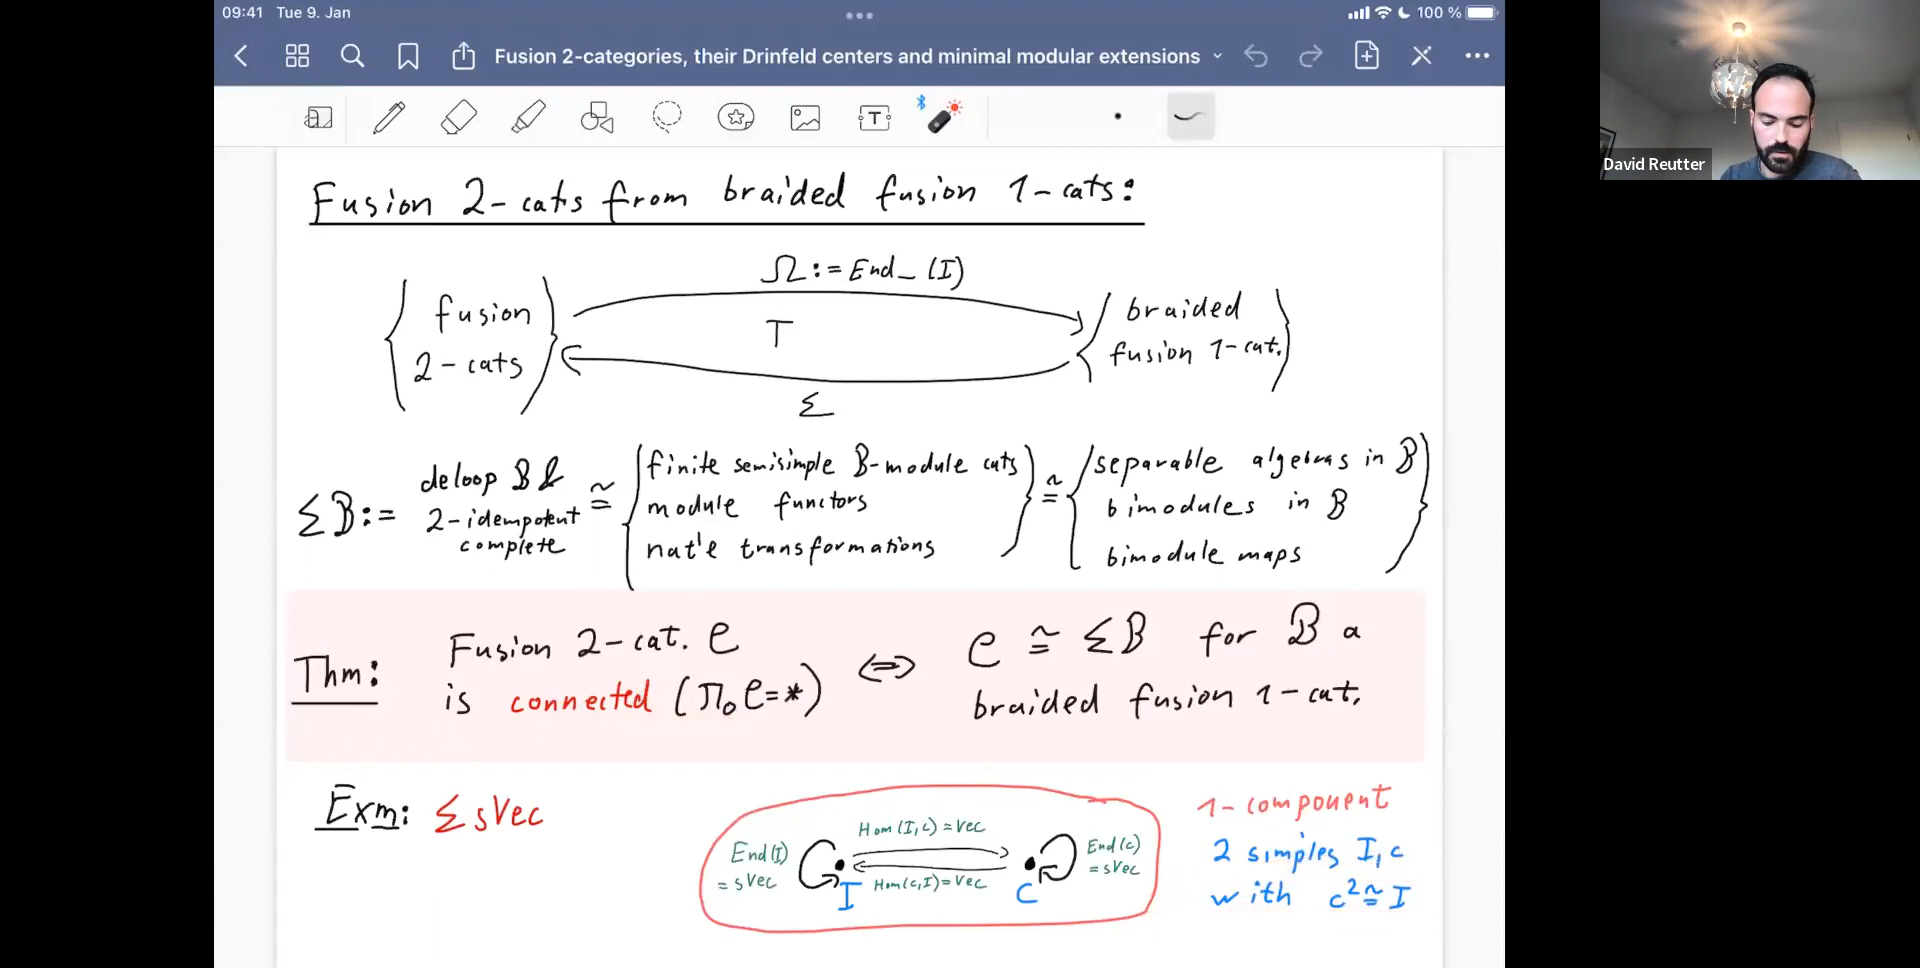 09:41 Tue 9. Jan
100 %
Fusion 2-categories, their Drinfeld centers and minimal modular extensions
T
David Reutter
Fusion 2-cats from braided fusion 1-cats:
Ω := End_(I)
{ fusion 2-cats }
⊤
{ braided fusion 1-cat. }
Σ
ΣB := deloop B & 2-idempotent complete
≅ { finite semisimple B-module cats
module functors
nat'l transformations }
≅ { separable algebras in B
bimodules in B
bimodule maps }
Thm: Fusion 2-cat. C is connected (π₀C=*)
⇔ C ≅ ΣB for B a braided fusion 1-cat.
Exm: ΣsVec
End(I) = sVec
Hom(I,c) = Vec
Hom(c,I) = Vec
End(c) = sVec
I
C
1-component
2 simples I,c
with c² ≅ I